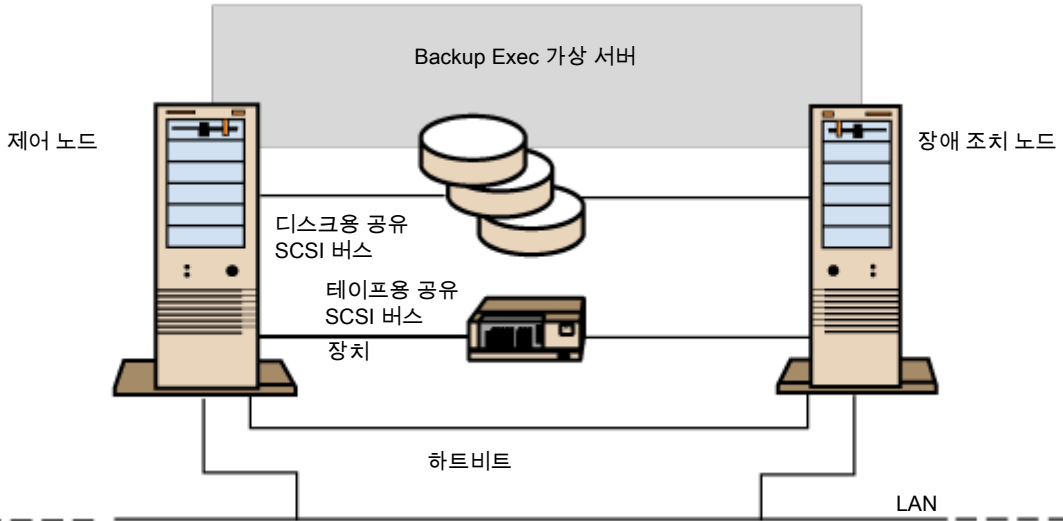 Backup Exec 가상 서버
제어 노드
장애 조치 노드
디스크용 공유
SCSI 버스
테이프용 공유
SCSI 버스
장치
하트비트
LAN